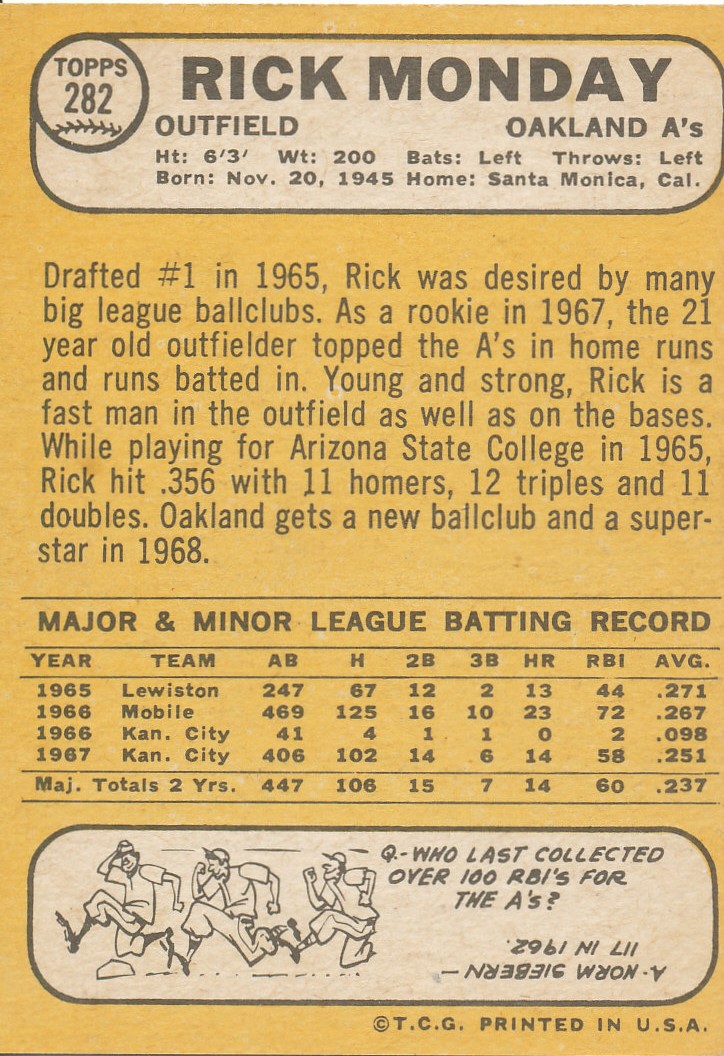 TOPPS
282
RICK MONDAY
OUTFIELD OAKLAND A's
Ht: 6'3' Wt: 200 Bats: Left Throws: Left
Born: Nov. 20, 1945 Home: Santa Monica, Cal.
Drafted #1 in 1965, Rick was desired by many
big league ballclubs. As a rookie in 1967, the 21
year old outfielder topped the A's in home runs
and runs batted in. Young and strong, Rick is a
fast man in the outfield as well as on the bases.
While playing for Arizona State College in 1965,
Rick hit .356 with 11 homers, 12 triples and 11
doubles. Oakland gets a new ballclub and a super-
star in 1968.
MAJOR & MINOR LEAGUE BATTING RECORD
YEAR TEAM AB H 2B 3B HR RBI AVG.
1965 Lewiston 247 67 12 2 13 44 .271
1966 Mobile 469 125 16 10 23 72 .267
1966 Kan. City 41 4 1 1 0 2 .098
1967 Kan. City 406 102 14 6 14 58 .251
Maj. Totals 2 Yrs. 447 106 15 7 14 60 .237
Q.-WHO LAST COLLECTED
OVER 100 RBI'S FOR
THE A'S?
A-NORM SIEBERN —
117 IN 1962.
©T.C.G. PRINTED IN U.S.A.